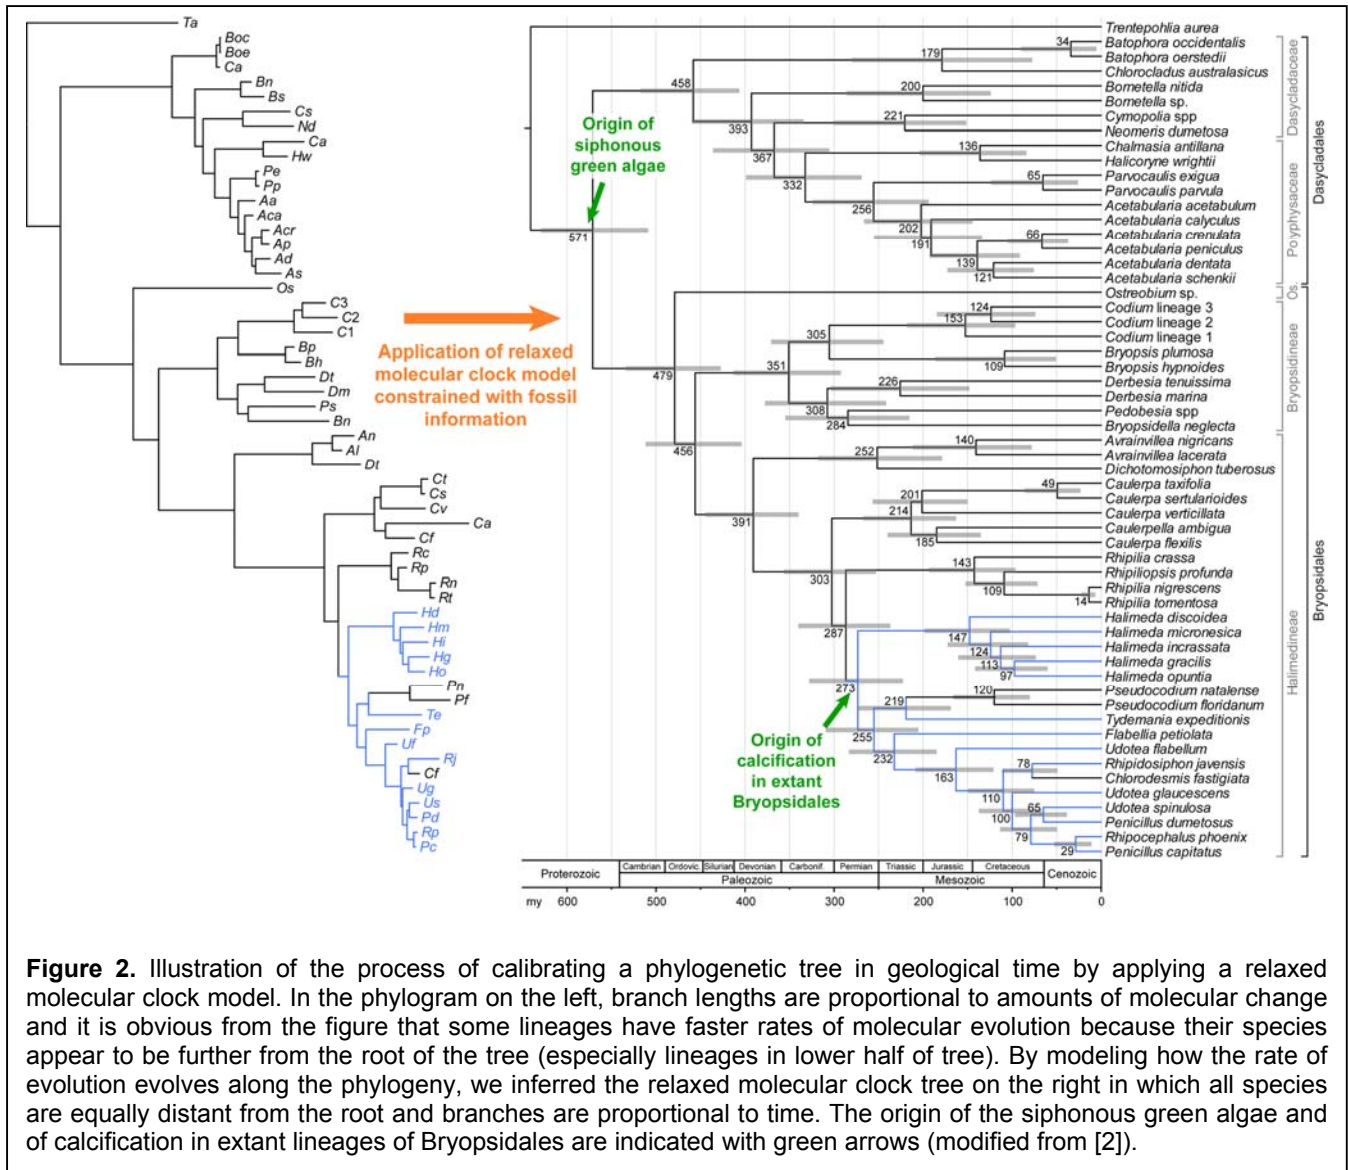 Ta
Boc
Boe
Ca
Bn
Bs
Cs
Nd
Ca
Hw
Pe
Pp
Aa
Aca
Acr
Ap
Ad
As
Os
C3
C2
C1
Bp
Bh
Dt
Dm
Ps
Bn
An
Al
Dt
Ct
Cs
Cv
Ca
Cf
Rc
Rp
Rn
Rt
Hd
Hm
Hi
Hg
Ho
Pn
Pf
Te
Fp
Uf
Rj
Cf
Ug
Us
Pd
Rp
Pc
Application of relaxed
molecular clock model
constrained with fossil
information
Origin of
siphonous
green algae
Origin of
calcification
in extant
Bryopsidales
571
458
179
34
393
200
367
221
332
136
256
65
202
191
66
139
121
479
456
351
305
153
124
109
308
226
284
391
252
140
303
214
201
49
185
287
143
109
14
273
147
124
113
97
255
219
120
232
163
110
78
100
65
79
29
Trentepohlia aurea
Batophora occidentalis
Batophora oerstedii
Chlorocladus australasicus
Bornetella nitida
Bornetella sp.
Cymopolia spp
Neomeris dumetosa
Chalmasia antillana
Halicoryne wrightii
Parvocaulis exigua
Parvocaulis parvula
Acetabularia acetabulum
Acetabularia calyculus
Acetabularia crenulata
Acetabularia peniculus
Acetabularia dentata
Acetabularia schenkii
Ostreobium sp.
Codium lineage 3
Codium lineage 2
Codium lineage 1
Bryopsis plumosa
Bryopsis hypnoides
Derbesia tenuissima
Derbesia marina
Pedobesia spp
Bryopsidella neglecta
Avrainvillea nigricans
Avrainvillea lacerata
Dichotomosiphon tuberosus
Caulerpa taxifolia
Caulerpa sertularioides
Caulerpa verticillata
Caulerpella ambigua
Caulerpa flexilis
Rhipilia crassa
Rhipiliopsis profunda
Rhipilia nigrescens
Rhipilia tomentosa
Halimeda discoidea
Halimeda micronesica
Halimeda incrassata
Halimeda gracilis
Halimeda opuntia
Pseudocodium natalense
Pseudocodium floridanum
Tydemania expeditionis
Flabellia petiolata
Udotea flabellum
Rhipidosiphon javensis
Chlorodesmis fastigiata
Udotea glaucescens
Udotea spinulosa
Penicillus dumetosus
Rhipocephalus phoenix
Penicillus capitatus
Dasycladaceae
Polyphysaceae
Os.
Bryopsidineae
Halimedineae
Dasycladales
Bryopsidales
Proterozoic
Cambrian
Ordovic.
Silurian
Devonian
Carbonif.
Permian
Triassic
Jurassic
Cretaceous
Paleozoic
Mesozoic
Cenozoic
my 600 500 400 300 200 100 0
Figure 2. Illustration of the process of calibrating a phylogenetic tree in geological time by applying a relaxed
molecular clock model. In the phylogram on the left, branch lengths are proportional to amounts of molecular change
and it is obvious from the figure that some lineages have faster rates of molecular evolution because their species
appear to be further from the root of the tree (especially lineages in lower half of tree). By modeling how the rate of
evolution evolves along the phylogeny, we inferred the relaxed molecular clock tree on the right in which all species
are equally distant from the root and branches are proportional to time. The origin of the siphonous green algae and
of calcification in extant lineages of Bryopsidales are indicated with green arrows (modified from [2]).